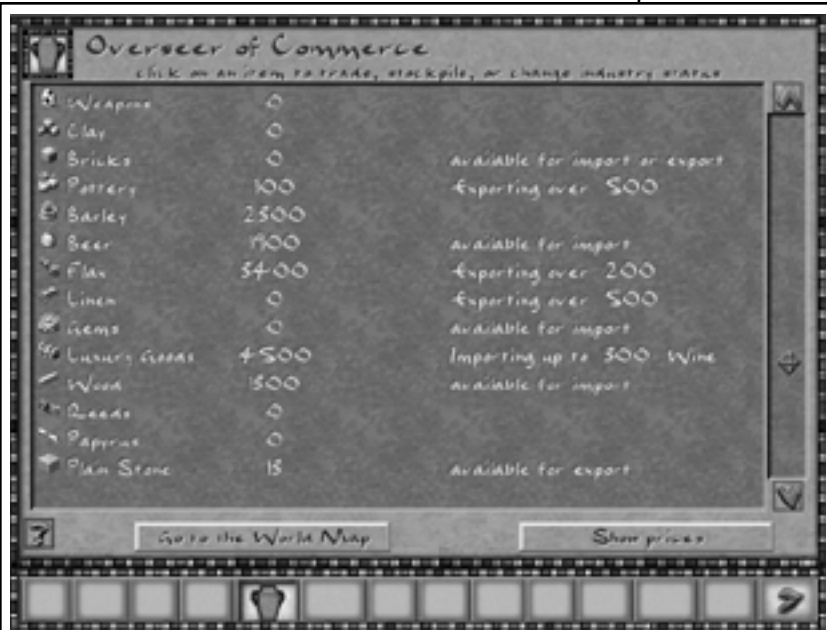 Overseer of Commerce
click on an item to trade, stockpile, or change industry status
Weapons 0
Clay 0
Bricks 0 available for import or export
Pottery 100 Exporting over 500
Barley 2500
Beer 1900 available for import
Flax 3400 Exporting over 200
Linen 0 Exporting over 500
Gems 0 available for import
Luxury Goods 4500 Importing up to 300 Wine
Wood 1800 available for import
Reeds 0
Papyrus 0
Plain Stone 18 available for export
Go to the World Map Show prices